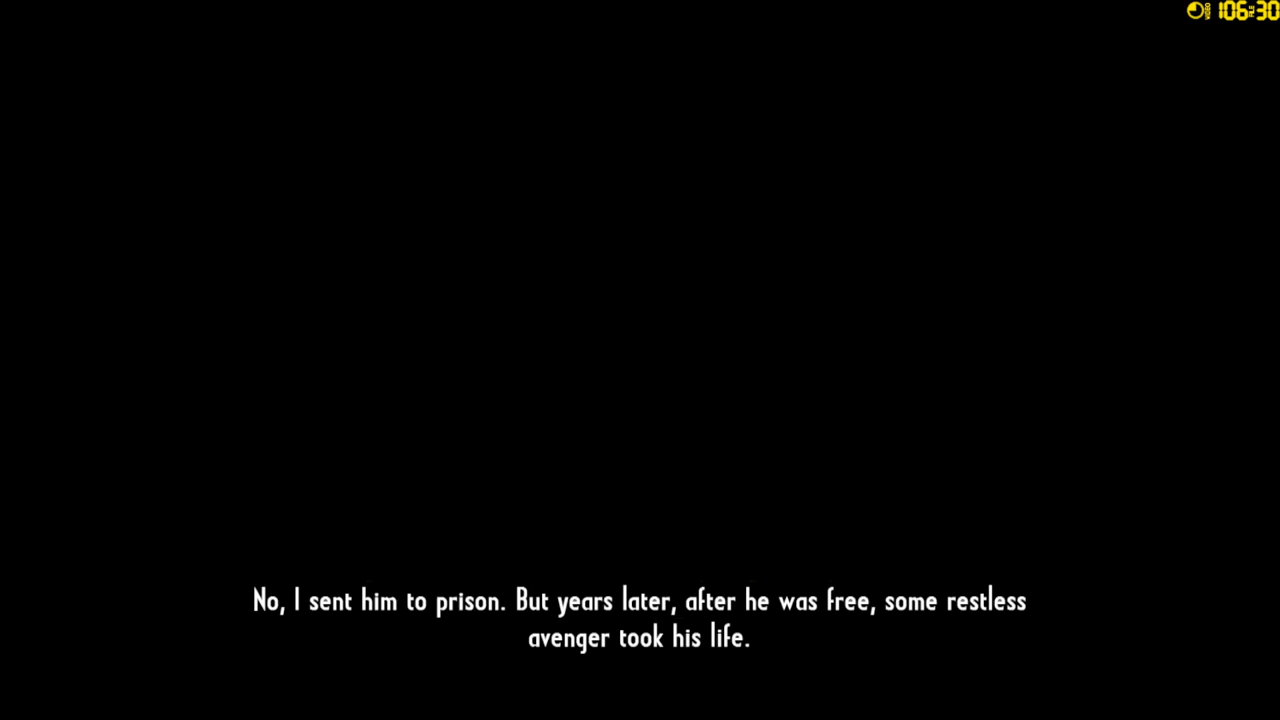 106:30
No, I sent him to prison. But years later, after he was free, some restless
avenger took his life.